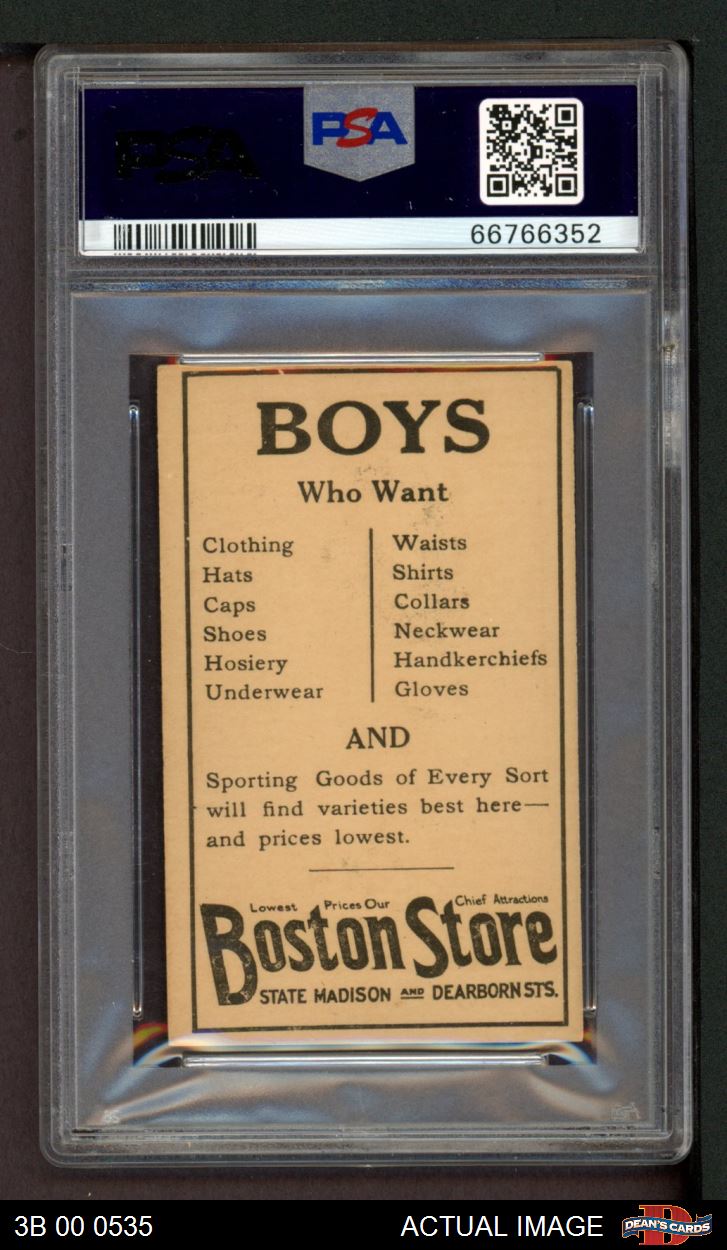 PSA
PSA
66766352
BOYS
Who Want
Clothing
Hats
Caps
Shoes
Hosiery
Underwear
Waists
Shirts
Collars
Neckwear
Handkerchiefs
Gloves
AND
Sporting Goods of Every Sort
will find varieties best here—
and prices lowest.
Lowest Prices Our Chief Attractions
Boston Store
STATE MADISON AND DEARBORN STS.
3B 00 0535
ACTUAL IMAGE
DEAN'S CARDS